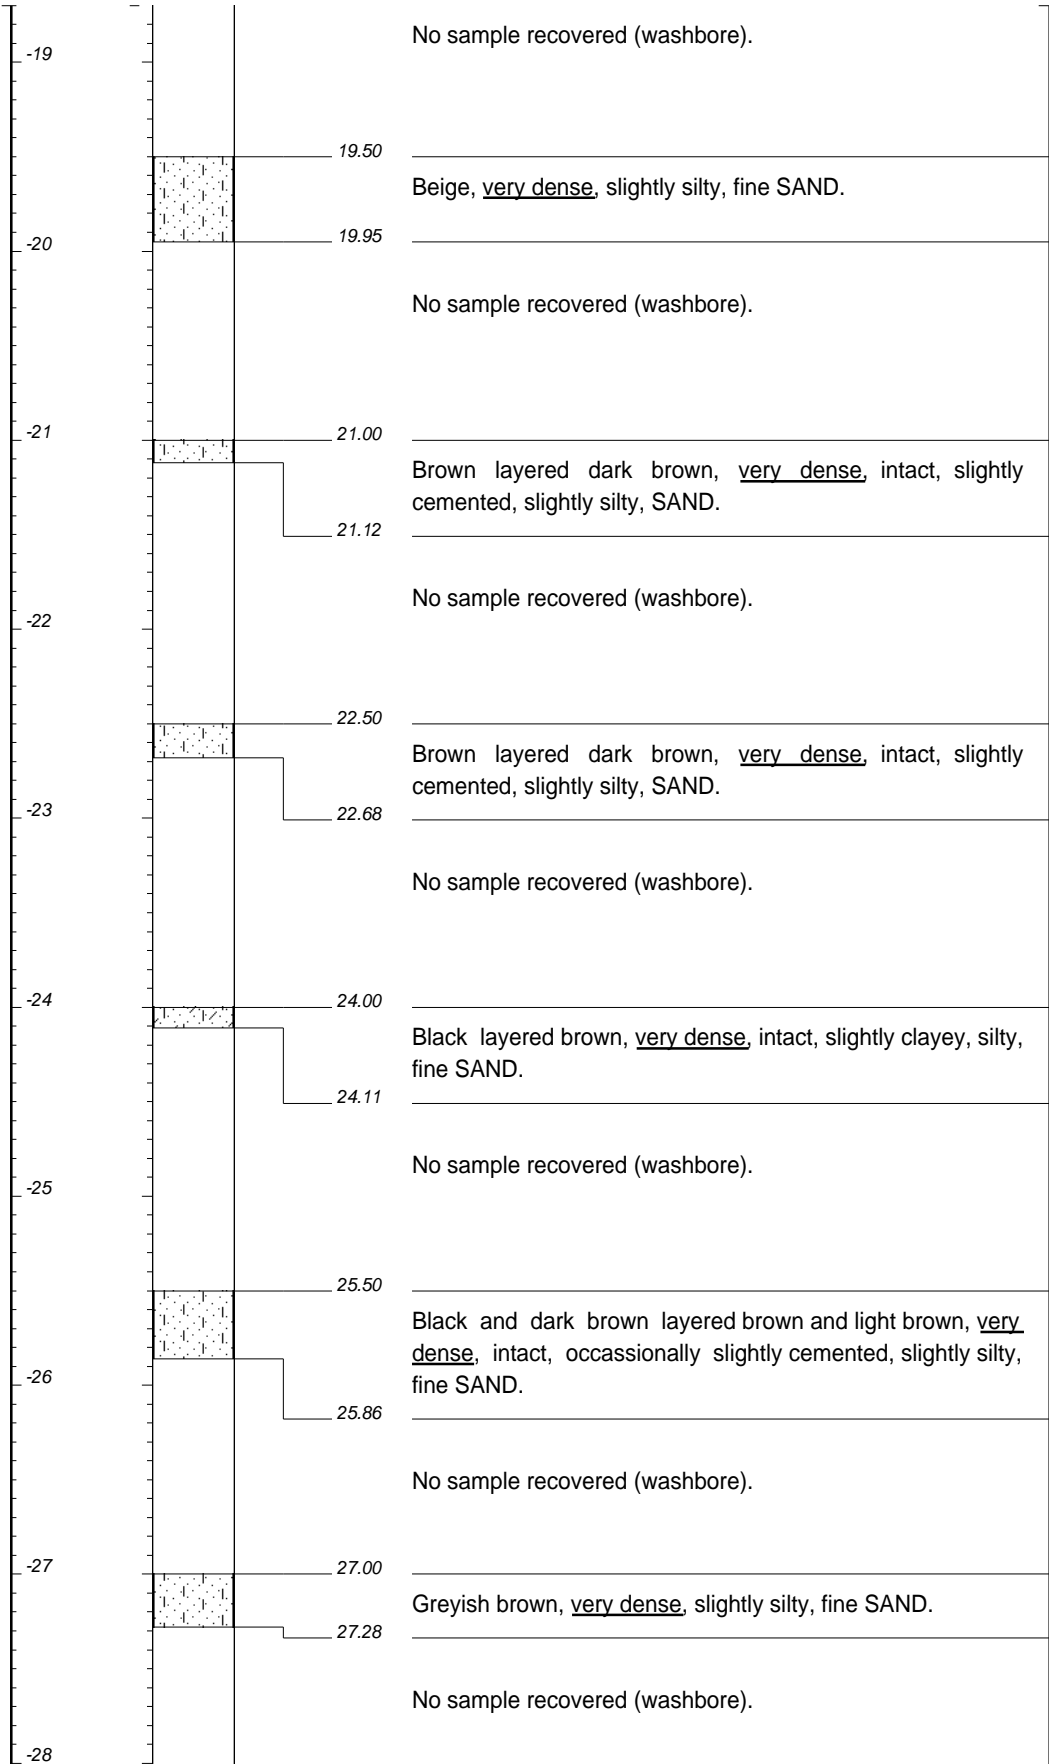 No sample recovered (washbore).
-19
19.50
Beige, very dense, slightly silty, fine SAND.
19.95
-20
No sample recovered (washbore).
21.00
-21
Brown layered dark brown, very dense, intact, slightly
cemented, slightly silty, SAND.
21.12
No sample recovered (washbore).
-22
22.50
Brown layered dark brown, very dense, intact, slightly
cemented, slightly silty, SAND.
22.68
-23
No sample recovered (washbore).
24.00
-24
Black layered brown, very dense, intact, slightly clayey, silty,
fine SAND.
24.11
No sample recovered (washbore).
-25
25.50
Black and dark brown layered brown and light brown, very
dense, intact, occassionally slightly cemented, slightly silty,
fine SAND.
-26
25.86
No sample recovered (washbore).
27.00
-27
Greyish brown, very dense, slightly silty, fine SAND.
27.28
No sample recovered (washbore).
-28